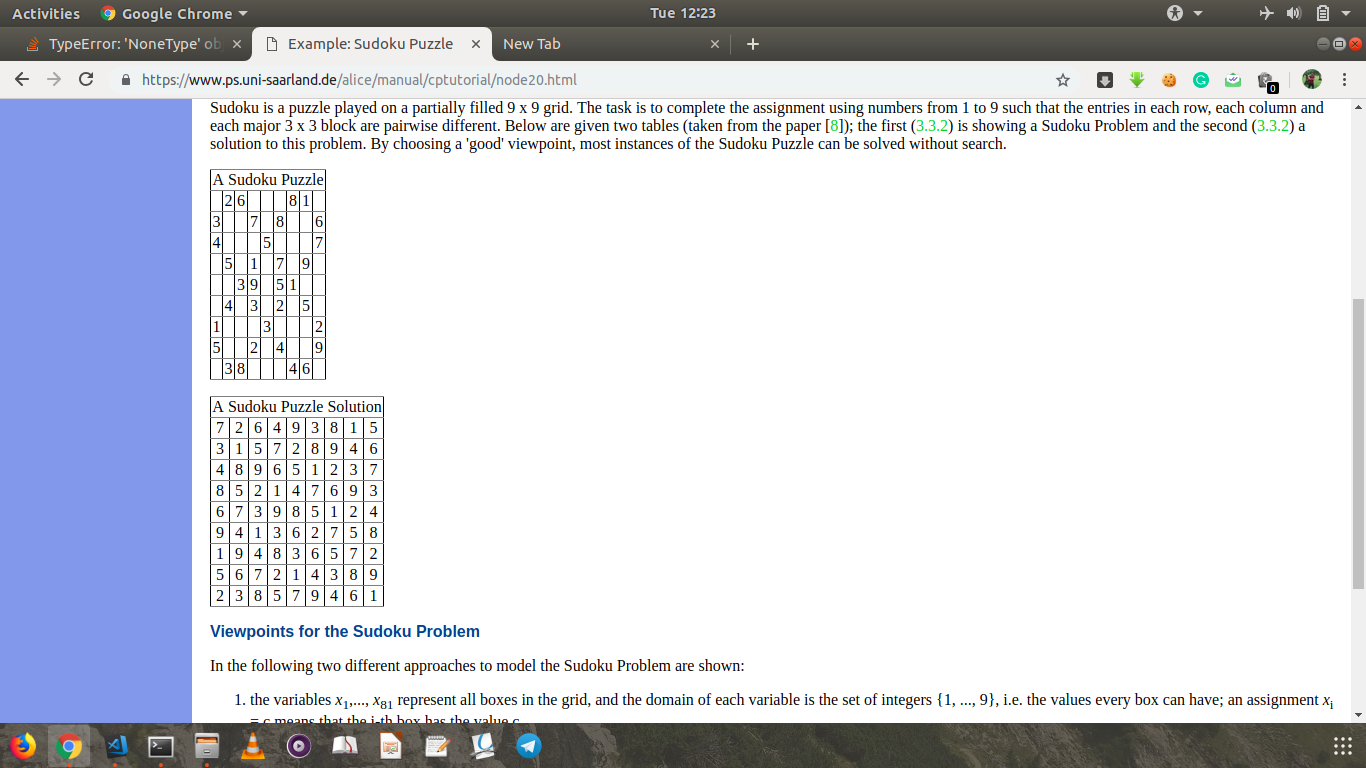 Activities Google Chrome Tue 12:23
TypeError: 'NoneType' ob Example: Sudoku Puzzle New Tab
https://www.ps.uni-saarland.de/alice/manual/cptutorial/node20.html 0
Sudoku is a puzzle played on a partially filled 9 x 9 grid. The task is to complete the assignment using numbers from 1 to 9 such that the entries in each row, each column and
each major 3 x 3 block are pairwise different. Below are given two tables (taken from the paper [8]); the first (3.3.2) is showing a Sudoku Problem and the second (3.3.2) a
solution to this problem. By choosing a 'good' viewpoint, most instances of the Sudoku Puzzle can be solved without search.
A Sudoku Puzzle
2 6 8 1
3 7 8 6
4 5 7
5 1 7 9
3 9 5 1
4 3 2 5
1 3 2
5 2 4 9
3 8 4 6
A Sudoku Puzzle Solution
7 2 6 4 9 3 8 1 5
3 1 5 7 2 8 9 4 6
4 8 9 6 5 1 2 3 7
8 5 2 1 4 7 6 9 3
6 7 3 9 8 5 1 2 4
9 4 1 3 6 2 7 5 8
1 9 4 8 3 6 5 7 2
5 6 7 2 1 4 3 8 9
2 3 8 5 7 9 4 6 1
Viewpoints for the Sudoku Problem
In the following two different approaches to model the Sudoku Problem are shown:
1. the variables x1,..., x81 represent all boxes in the grid, and the domain of each variable is the set of integers {1, ..., 9}, i.e. the values every box can have; an assignment xi
= c means that the i-th box has the value c